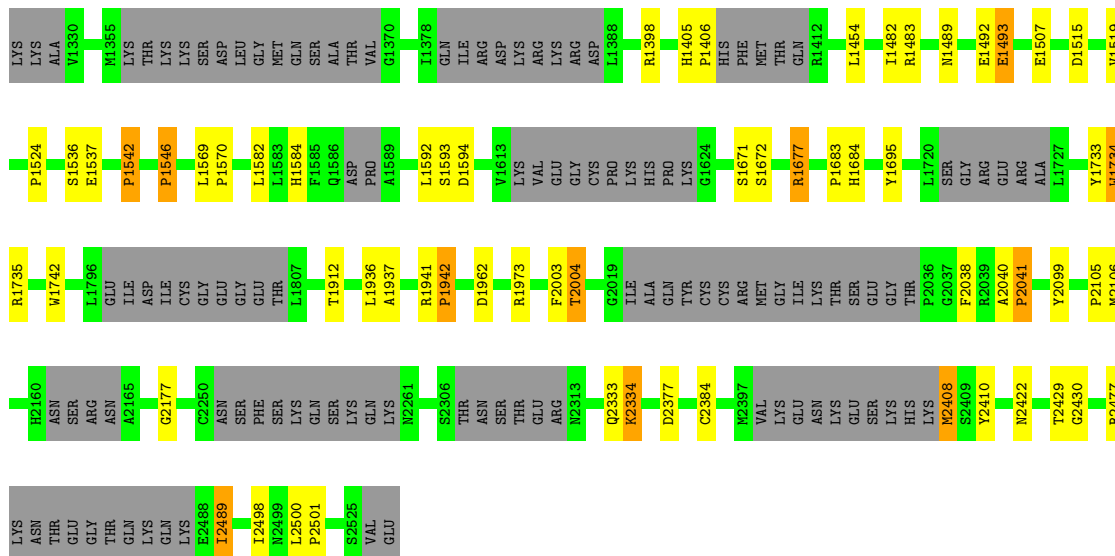 LYS LYS ALA V1330 M1355 LYS THR LYS LYS SER ASP LEU GLY MET GLN SER ALA THR VAL G1370 I1378 GLN ILE ARG ASP LYS ARG LYS ARG ASP L1388 R1398 H1405 P1406 HIS PHE MET THR GLN R1412 L1454 I1482 R1483 N1489 E1492 E1493 E1507 D1515
P1524 S1536 E1537 P1542 P1546 L1569 P1570 L1582 L1583 H1584 F1585 Q1586 ASP PRO A1589 L1592 S1593 D1594 V1613 LYS VAL GLU GLY CYS PRO LYS HIS PRO LYS G1624 S1671 S1672 R1677 P1683 H1684 Y1695 L1720 SER GLY ARG GLU ARG ALA L1727 Y1733
R1735 W1742 L1796 GLU ILE ASP ILE CYS GLY GLU GLY GLU THR L1807 T1912 L1936 A1937 R1941 P1942 D1962 R1973 F2003 T2004 G2019 ILE ALA GLN TYR CYS CYS ARG MET GLY ILE LYS THR SER GLU GLY THR P2036 G2037 F2038 R2039 A2040 P2041 Y2099 P2105 M2106
H2160 ASN SER ARG ASN A2165 G2177 C2250 ASN SER PHE SER LYS GLN SER LYS GLN LYS N2261 S2306 THR ASN SER THR GLU ARG N2313 Q2333 K2334 D2377 C2384 M2397 VAL LYS GLU ASN LYS GLU SER LYS HIS LYS M2408 S2409 Y2410 N2422 T2429 G2430
LYS ASN THR GLU GLY THR GLN LYS GLN LYS E2488 I2489 I2498 N2499 L2500 P2501 S2525 VAL GLU